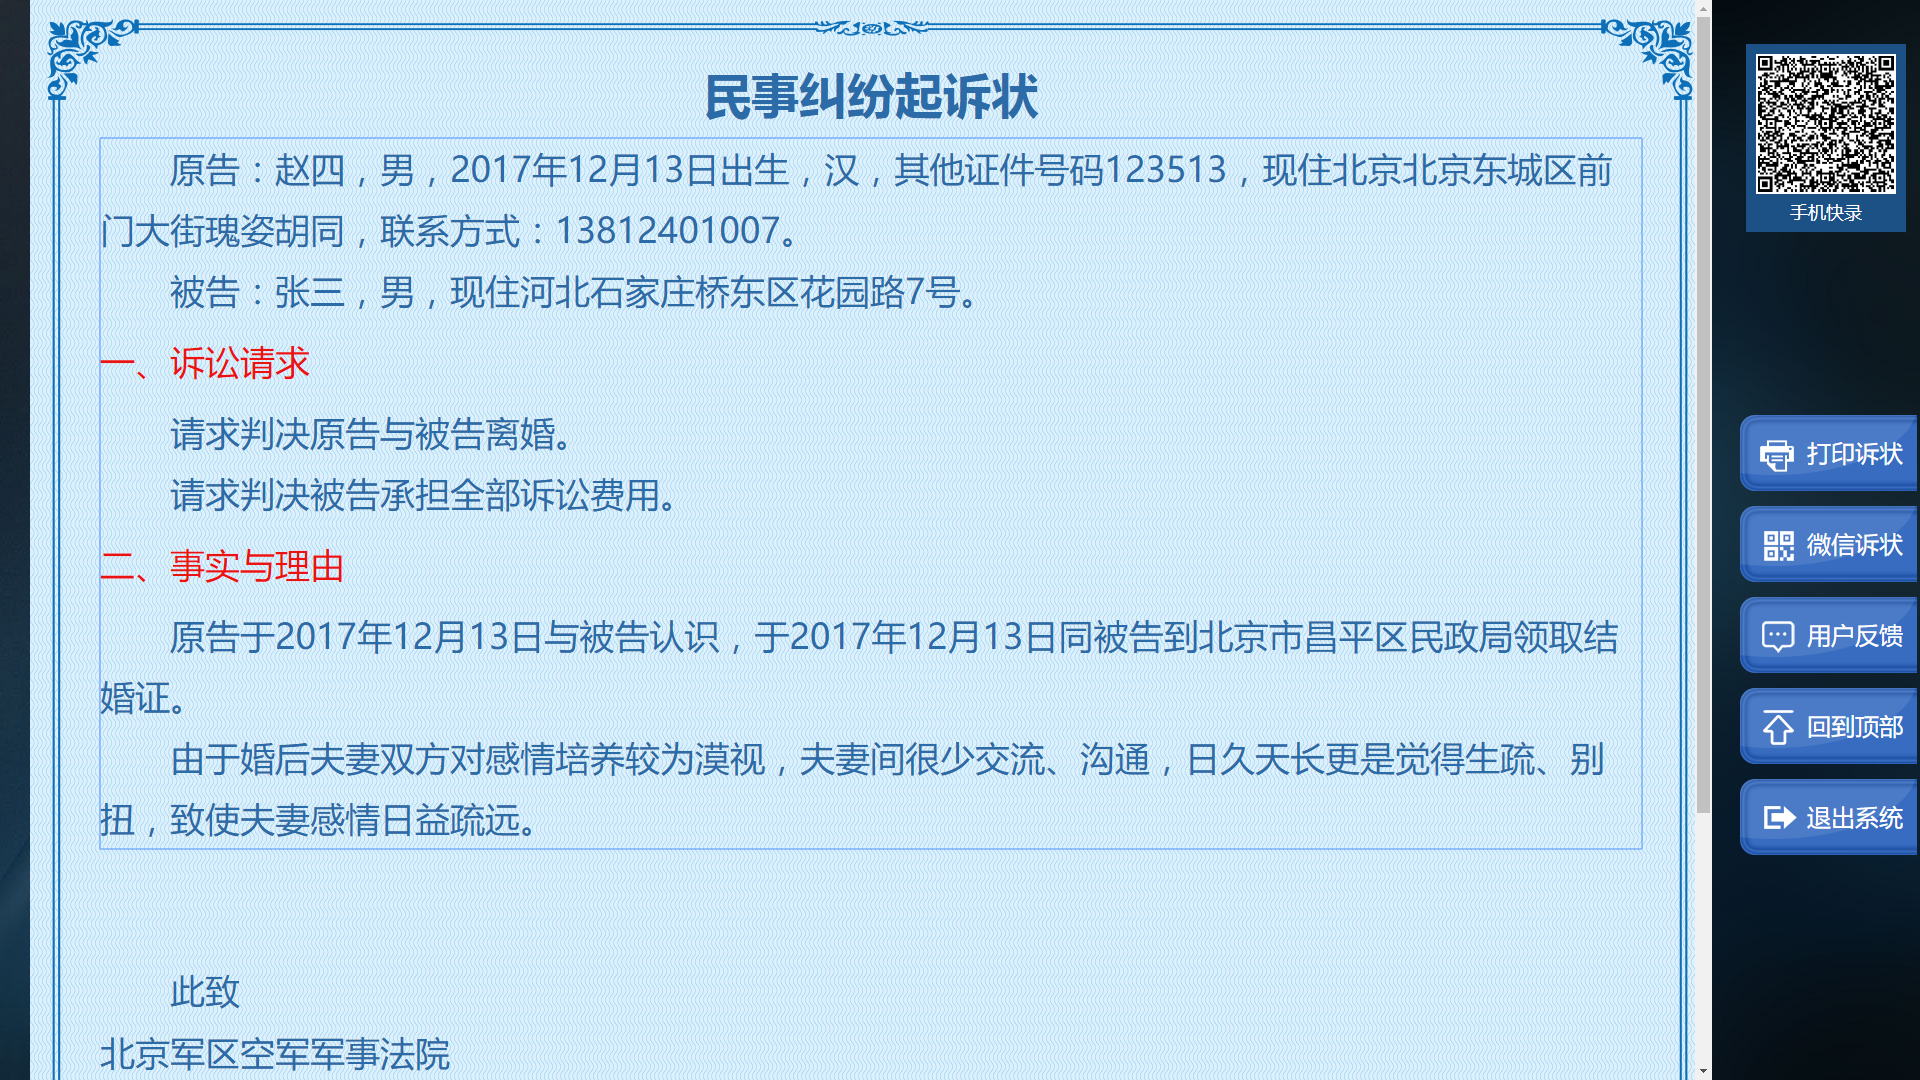 民事纠纷起诉状
原告：赵四，男，2017年12月13日出生，汉，其他证件号码123513，现住北京北京东城区前
门大街瑰姿胡同，联系方式：13812401007。
被告：张三，男，现住河北石家庄桥东区花园路7号。
一、诉讼请求
请求判决原告与被告离婚。
请求判决被告承担全部诉讼费用。
二、事实与理由
原告于2017年12月13日与被告认识，于2017年12月13日同被告到北京市昌平区民政局领取结
婚证。
由于婚后夫妻双方对感情培养较为漠视，夫妻间很少交流、沟通，日久天长更是觉得生疏、别
扭，致使夫妻感情日益疏远。
此致
北京军区空军军事法院
手机快录
打印诉状
微信诉状
用户反馈
回到顶部
退出系统